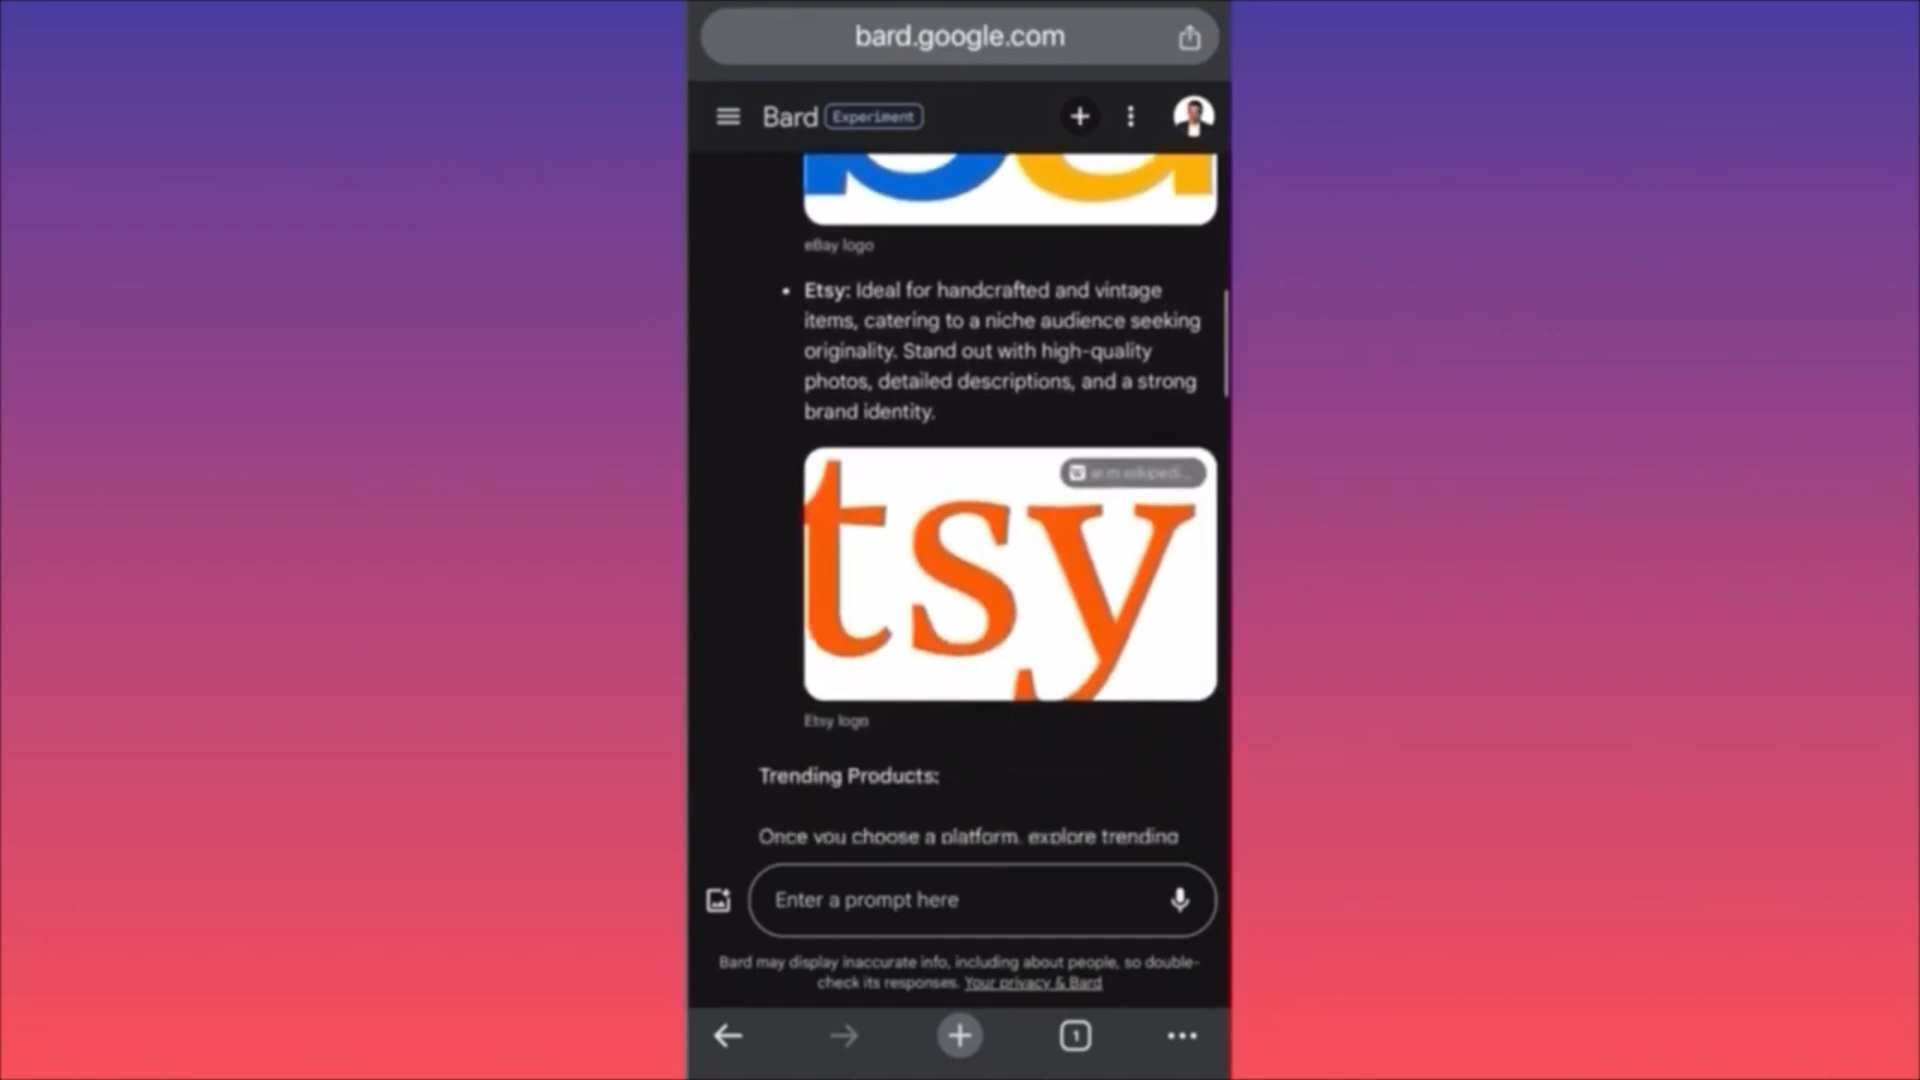 bard.google.com
Bard Experiment
eBay logo
• Etsy: Ideal for handcrafted and vintage
items, catering to a niche audience seeking
originality. Stand out with high-quality
photos, detailed descriptions, and a strong
brand identity.
tsy
Etsy logo
Trending Products:
Once you choose a platform, explore trending
Enter a prompt here
Bard may display inaccurate info, including about people, so double-
check its responses. Your privacy & Bard
1